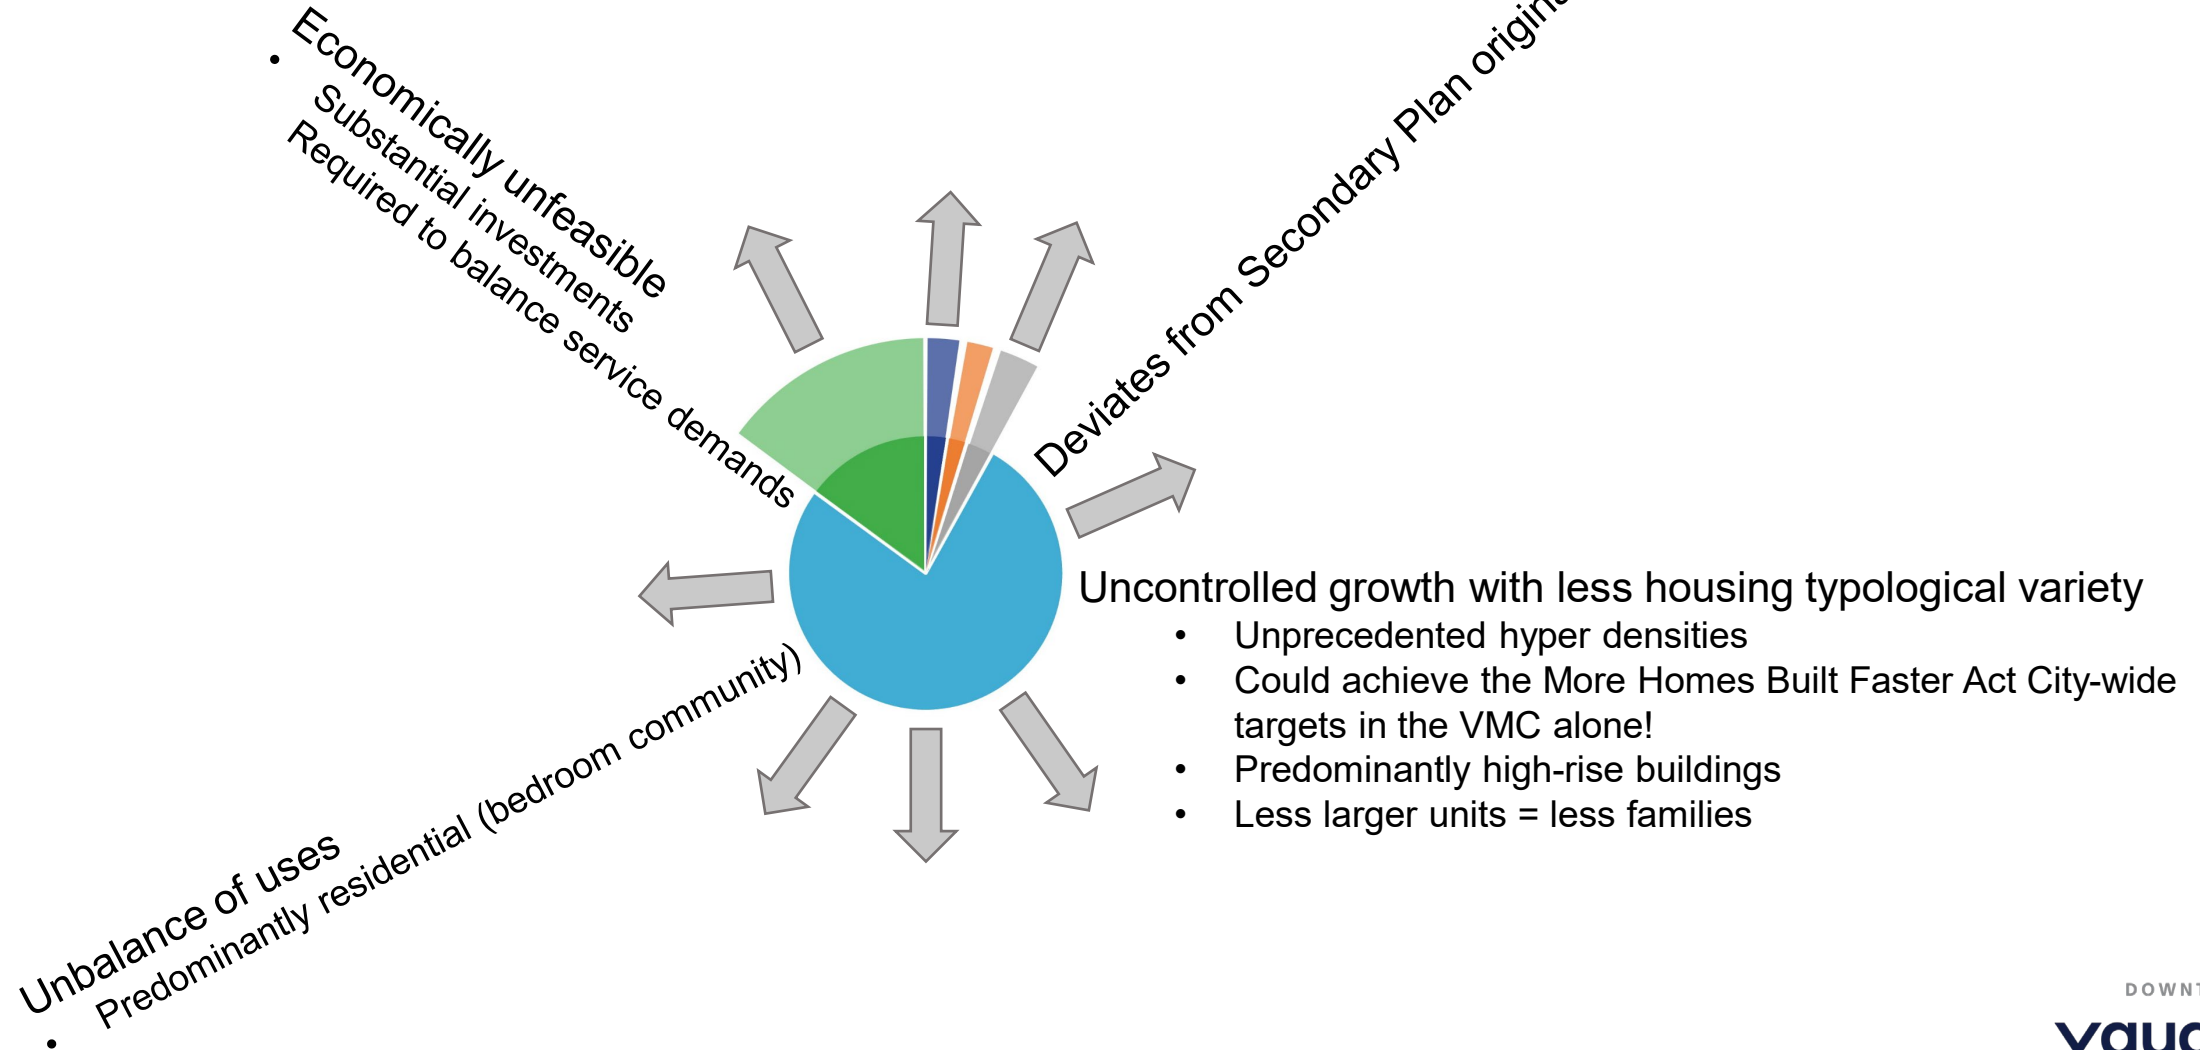 Economically unfeasible
• Substantial investments
Required to balance service demands
Deviates from Secondary Plan
Uncontrolled growth with less housing typological variety
• Unprecedented hyper densities
• Could achieve the More Homes Built Faster Act City-wide
targets in the VMC alone!
• Predominantly high-rise buildings
• Less larger units = less families
Unbalance of uses
• Predominantly residential (bedroom community)